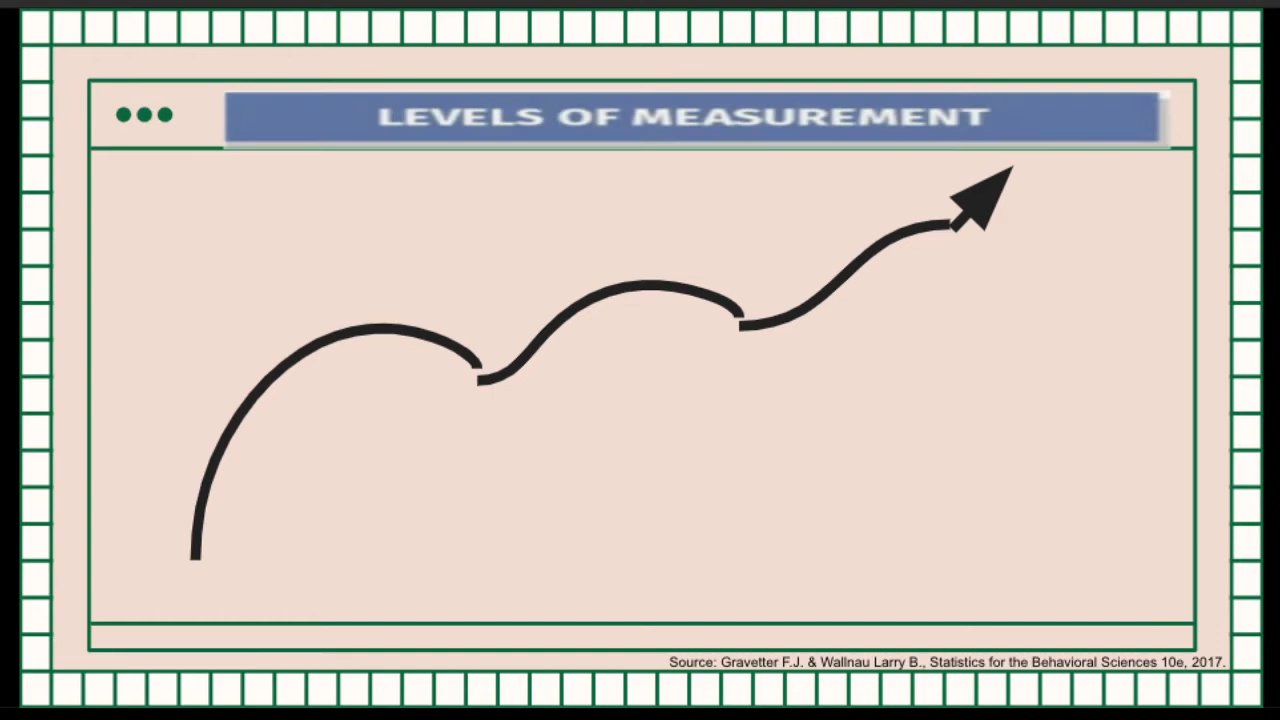 LEVELS OF MEASUREMENT
Source: Gravetter F.J. & Wallnau Larry B., Statistics for the Behavioral Sciences 10e, 2017.